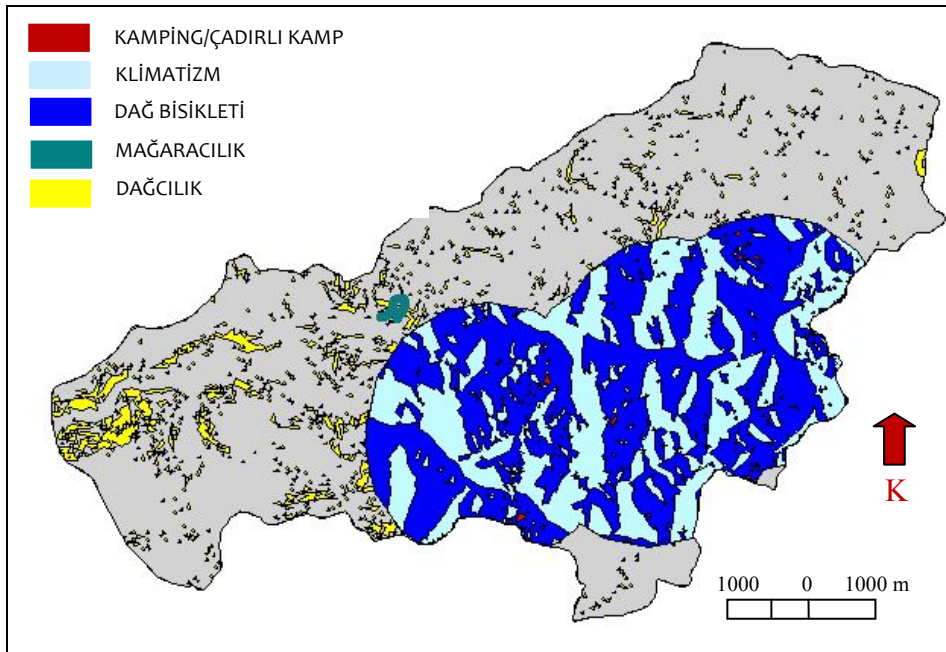 KAMPİNG/ÇADIRLI KAMP
KLİMATİZM
DAĞ BİSİKLETİ
MAĞARACILIK
DAĞCILIK
K
1000 0 1000 m